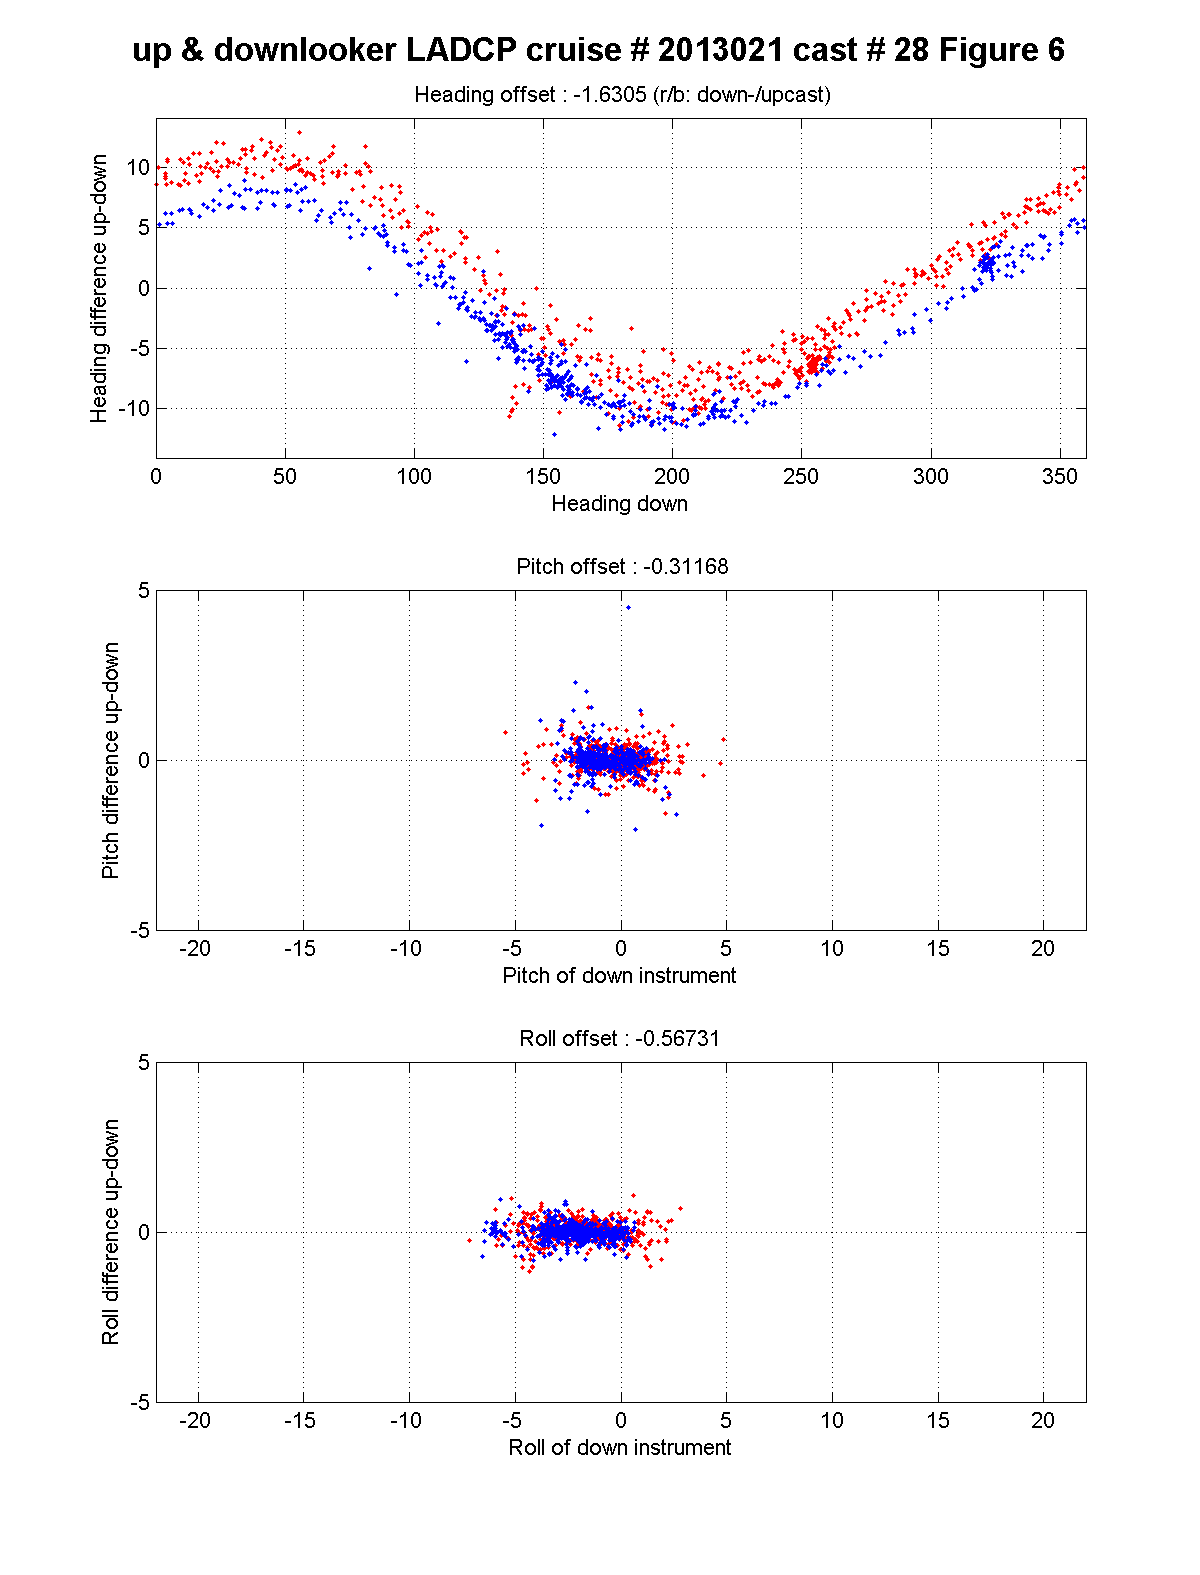 up & downlooker LADCP cruise # 2013021 cast # 28 Figure 6
Heading offset : -1.6305 (r/b: down-/upcast)
Heading difference up-down
10
5
0
-5
-10
0 50 100 150 200 250 300 350
Heading down
Pitch offset : -0.31168
Pitch difference up-down
5
0
-5
-20 -15 -10 -5 0 5 10 15 20
Pitch of down instrument
Roll offset : -0.56731
Roll difference up-down
5
0
-5
-20 -15 -10 -5 0 5 10 15 20
Roll of down instrument